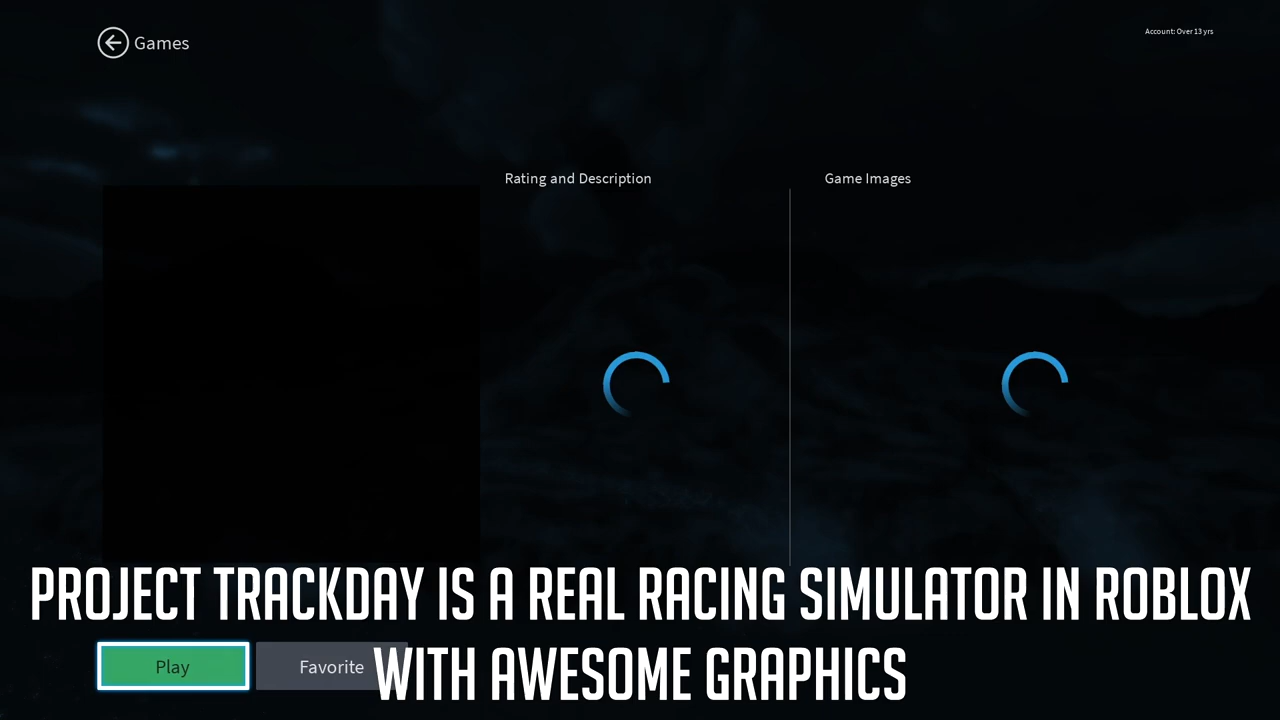 Games
Account: Over 13 yrs
Rating and Description
Game Images
PROJECT TRACKDAY IS A REAL RACING SIMULATOR IN ROBLOX
WITH AWESOME GRAPHICS
Play
Favorite